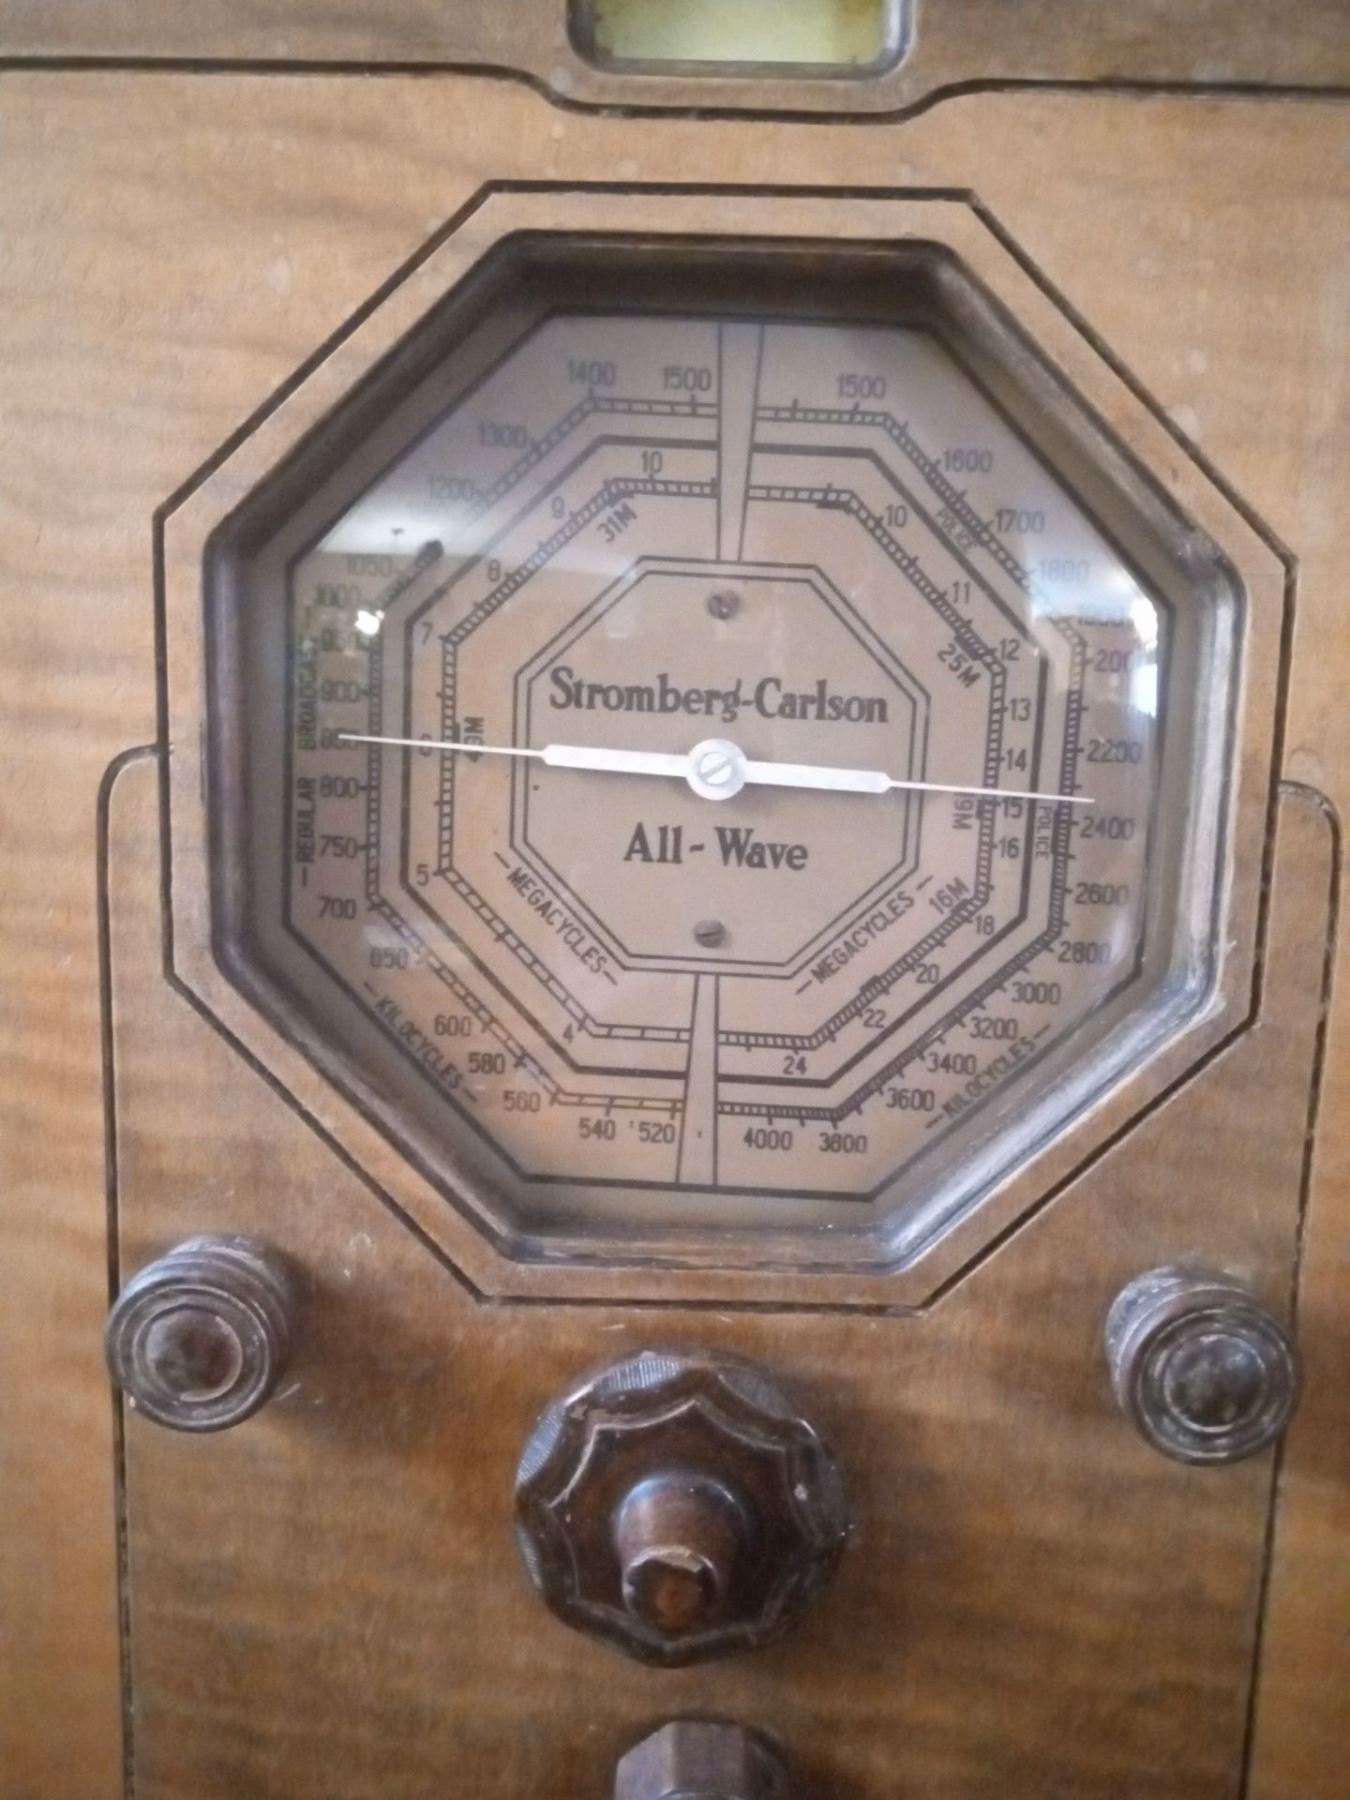 1400 1500 1500
1300 1600
1200 1700
POLICE
1050 1800
1000
900 200
850 2200
800 2400
750 2600
700 2800
650 3000
600 3200
580 3400
560 3600
540 520 4000 3800
REGULAR BROADCAST
KILOCYCLES
KILOCYCLES
POLICE
10
9 10
31M
8 11
7 12
25M
13
6 14
49M
15
19M
16
5 16M
18
20
4 22
24
MEGACYCLES
MEGACYCLES
Stromberg-Carlson
All-Wave